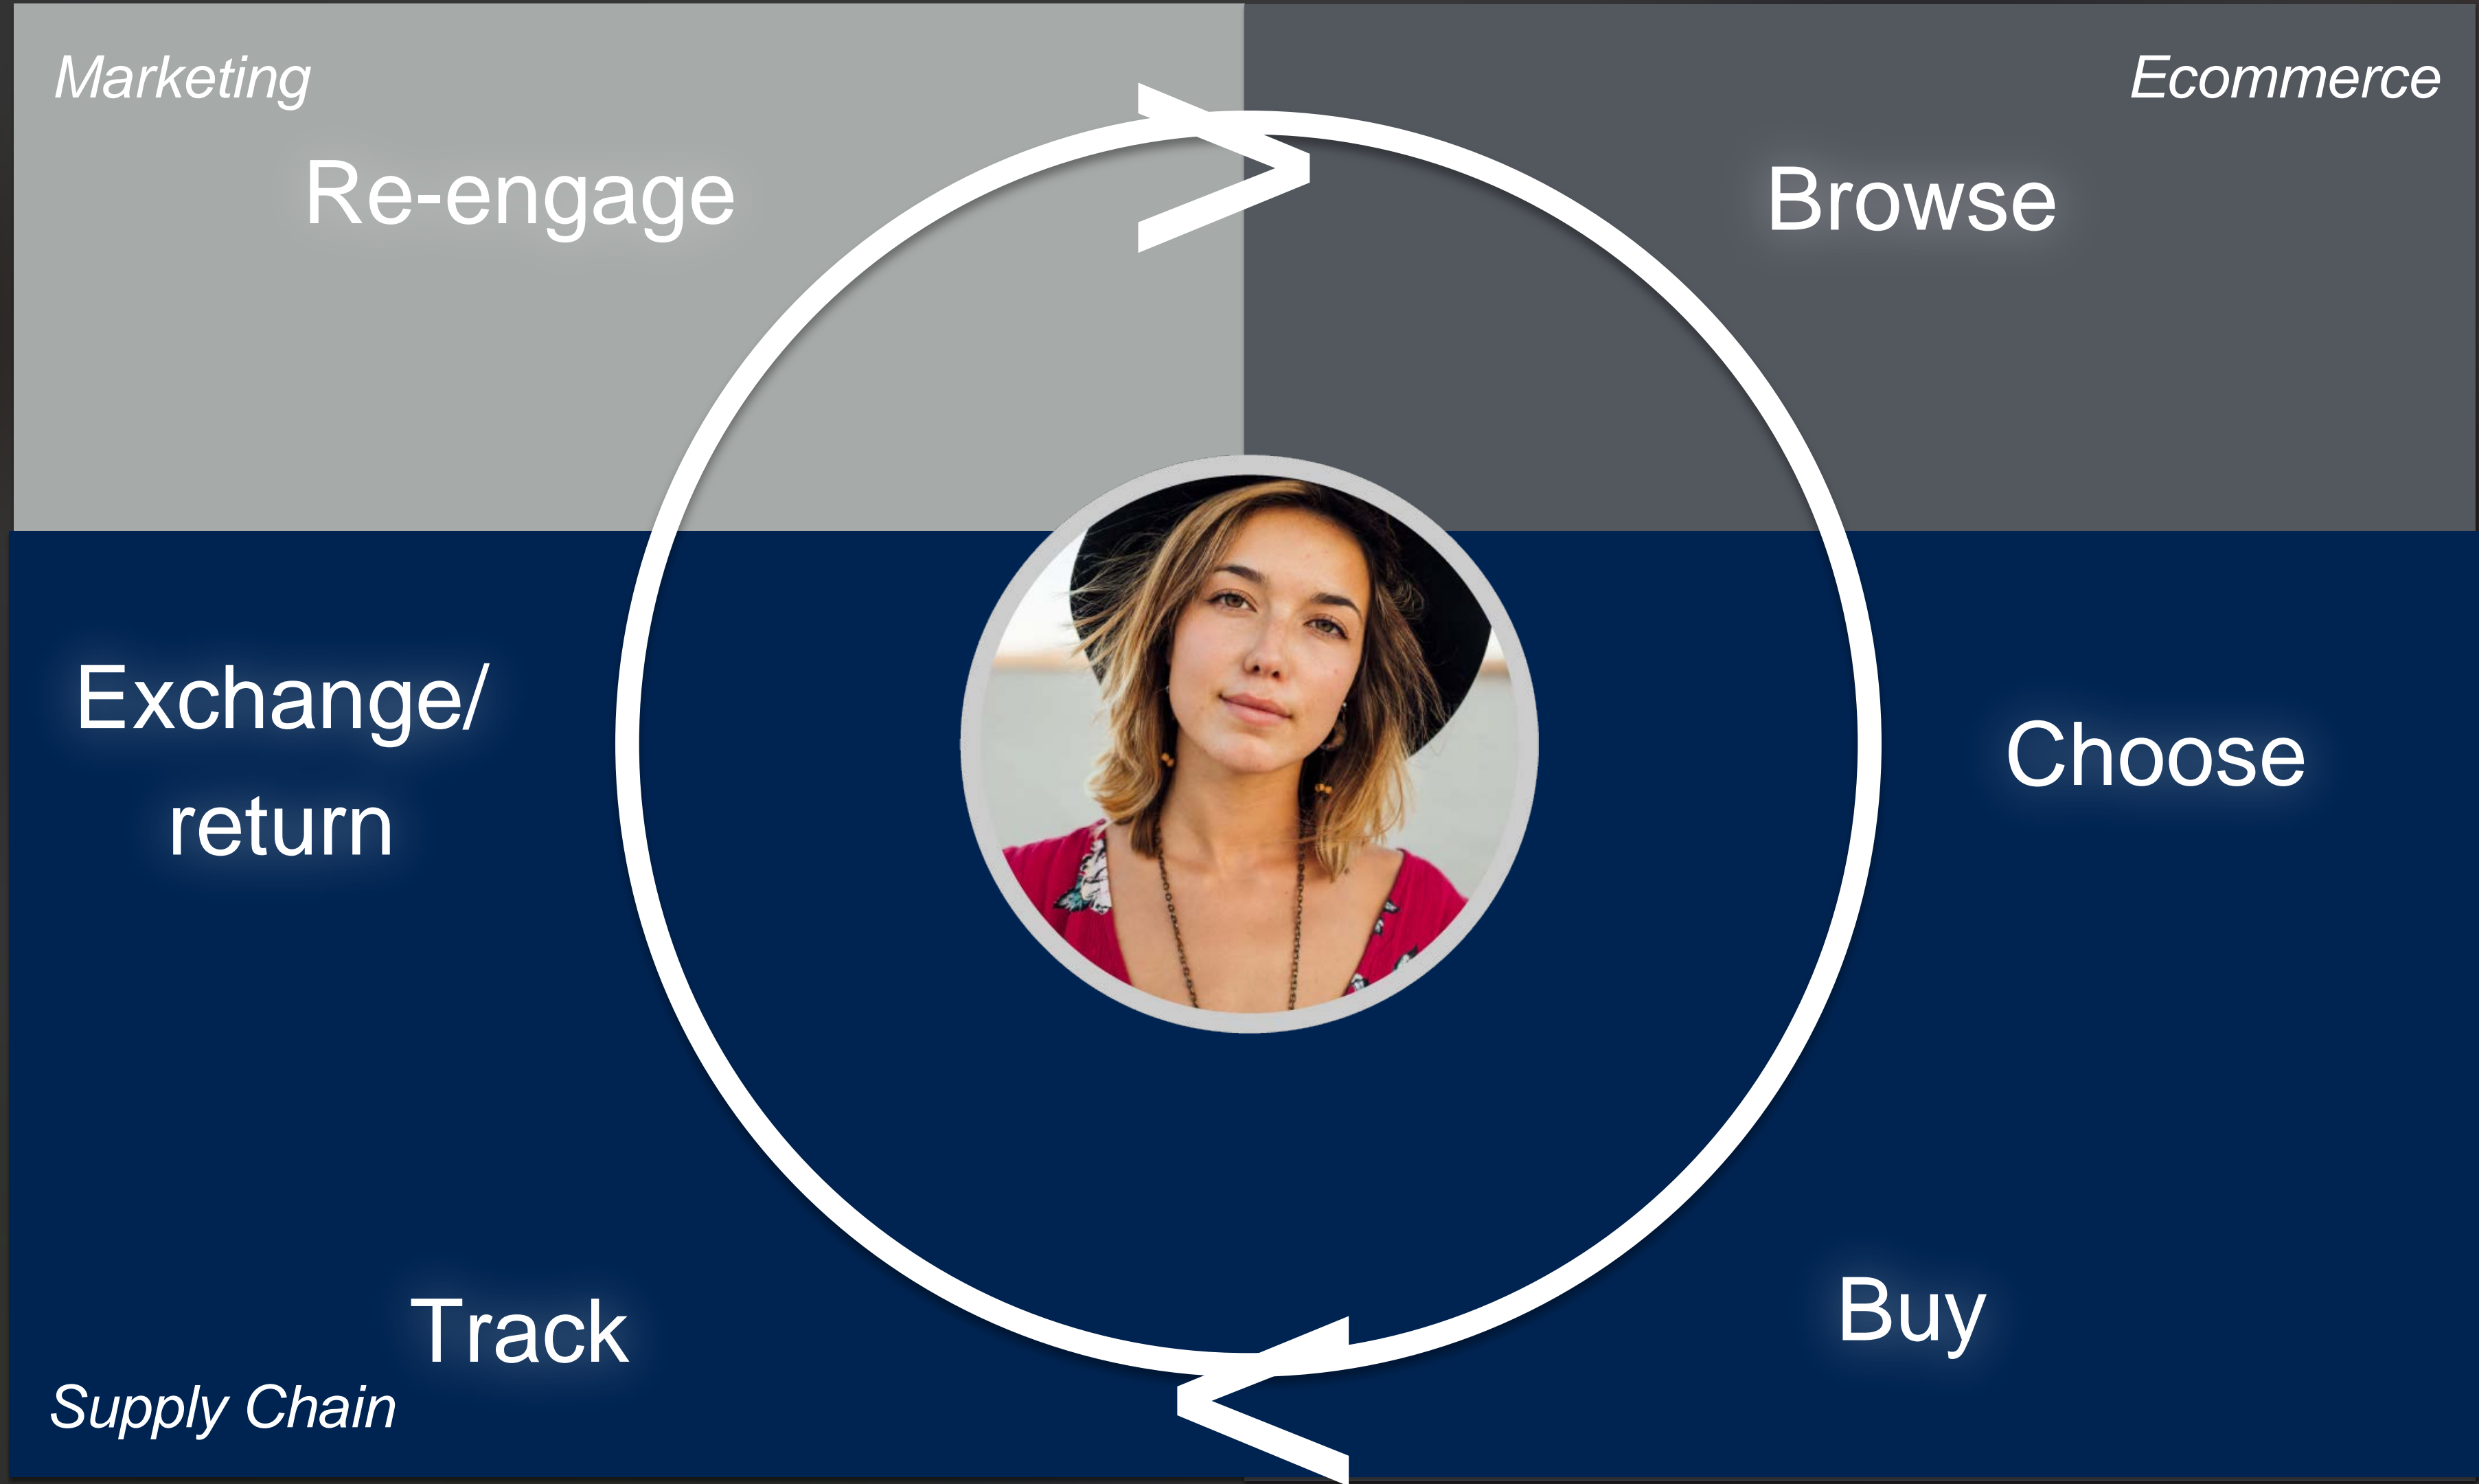 Marketing
Ecommerce
Re-engage
Browse
Exchange/
return
Choose
Track
Buy
Supply Chain